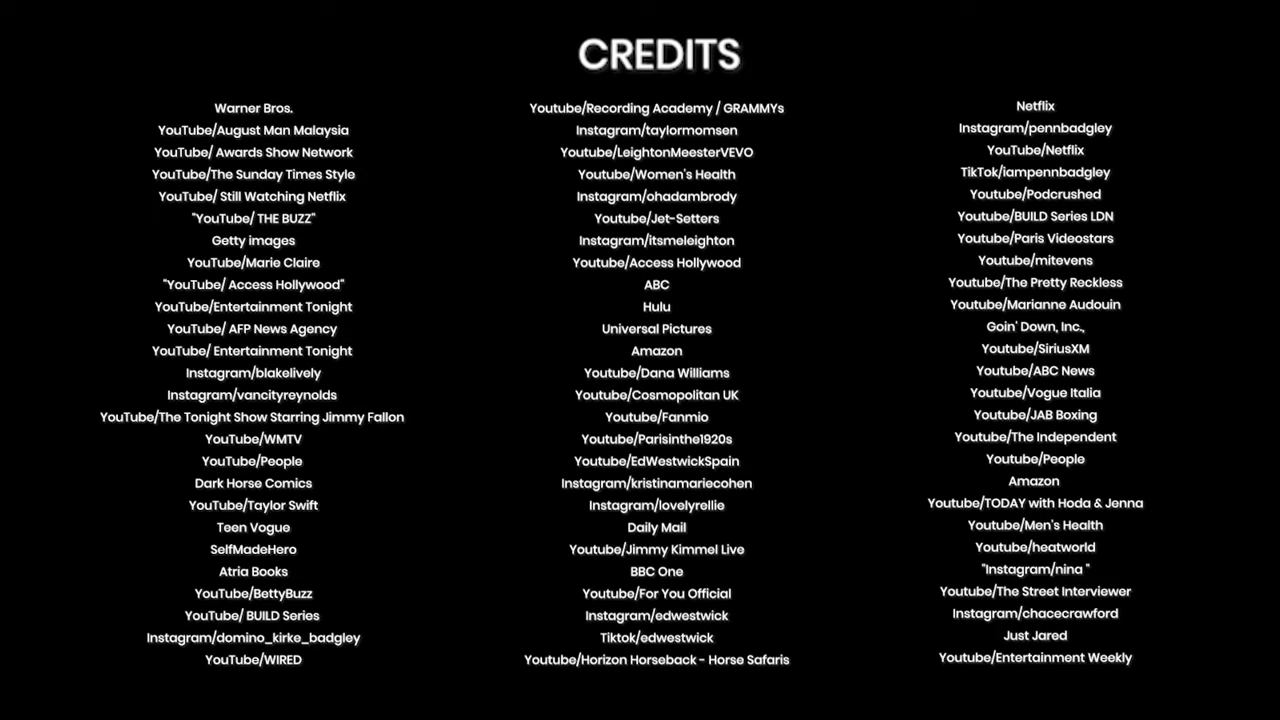 CREDITS
Warner Bros.
YouTube/August Man Malaysia
YouTube/ Awards Show Network
YouTube/The Sunday Times Style
YouTube/ Still Watching Netflix
"YouTube/ THE BUZZ"
Getty images
YouTube/Marie Claire
"YouTube/ Access Hollywood"
YouTube/Entertainment Tonight
YouTube/ AFP News Agency
YouTube/ Entertainment Tonight
Instagram/blakelively
Instagram/vancityreynolds
YouTube/The Tonight Show Starring Jimmy Fallon
YouTube/WMTV
YouTube/People
Dark Horse Comics
YouTube/Taylor Swift
Teen Vogue
SelfMadeHero
Atria Books
YouTube/BettyBuzz
YouTube/ BUILD Series
Instagram/domino_kirke_badgley
YouTube/WIRED
Youtube/Recording Academy / GRAMMYs
Instagram/taylormomsen
Youtube/LeightonMeesterVEVO
Youtube/Women's Health
Instagram/ohadambrody
Youtube/Jet-Setters
Instagram/itsmeleighton
Youtube/Access Hollywood
ABC
Hulu
Universal Pictures
Amazon
Youtube/Dana Williams
Youtube/Cosmopolitan UK
Youtube/Fanmio
Youtube/Parisinthe1920s
Youtube/EdWestwickSpain
Instagram/kristinamariecohen
Instagram/lovelyrellie
Daily Mail
Youtube/Jimmy Kimmel Live
BBC One
Youtube/For You Official
Instagram/edwestwick
Tiktok/edwestwick
Youtube/Horizon Horseback - Horse Safaris
Netflix
Instagram/pennbadgley
YouTube/Netflix
TikTok/iampennbadgley
Youtube/Podcrushed
Youtube/BUILD Series LDN
Youtube/Paris Videostars
Youtube/mitevens
Youtube/The Pretty Reckless
Youtube/Marianne Audouin
Goin' Down, Inc.,
Youtube/SiriusXM
Youtube/ABC News
Youtube/Vogue Italia
Youtube/JAB Boxing
Youtube/The Independent
Youtube/People
Amazon
Youtube/TODAY with Hoda & Jenna
Youtube/Men's Health
Youtube/heatworld
"Instagram/nina "
Youtube/The Street Interviewer
Instagram/chacecrawford
Just Jared
Youtube/Entertainment Weekly